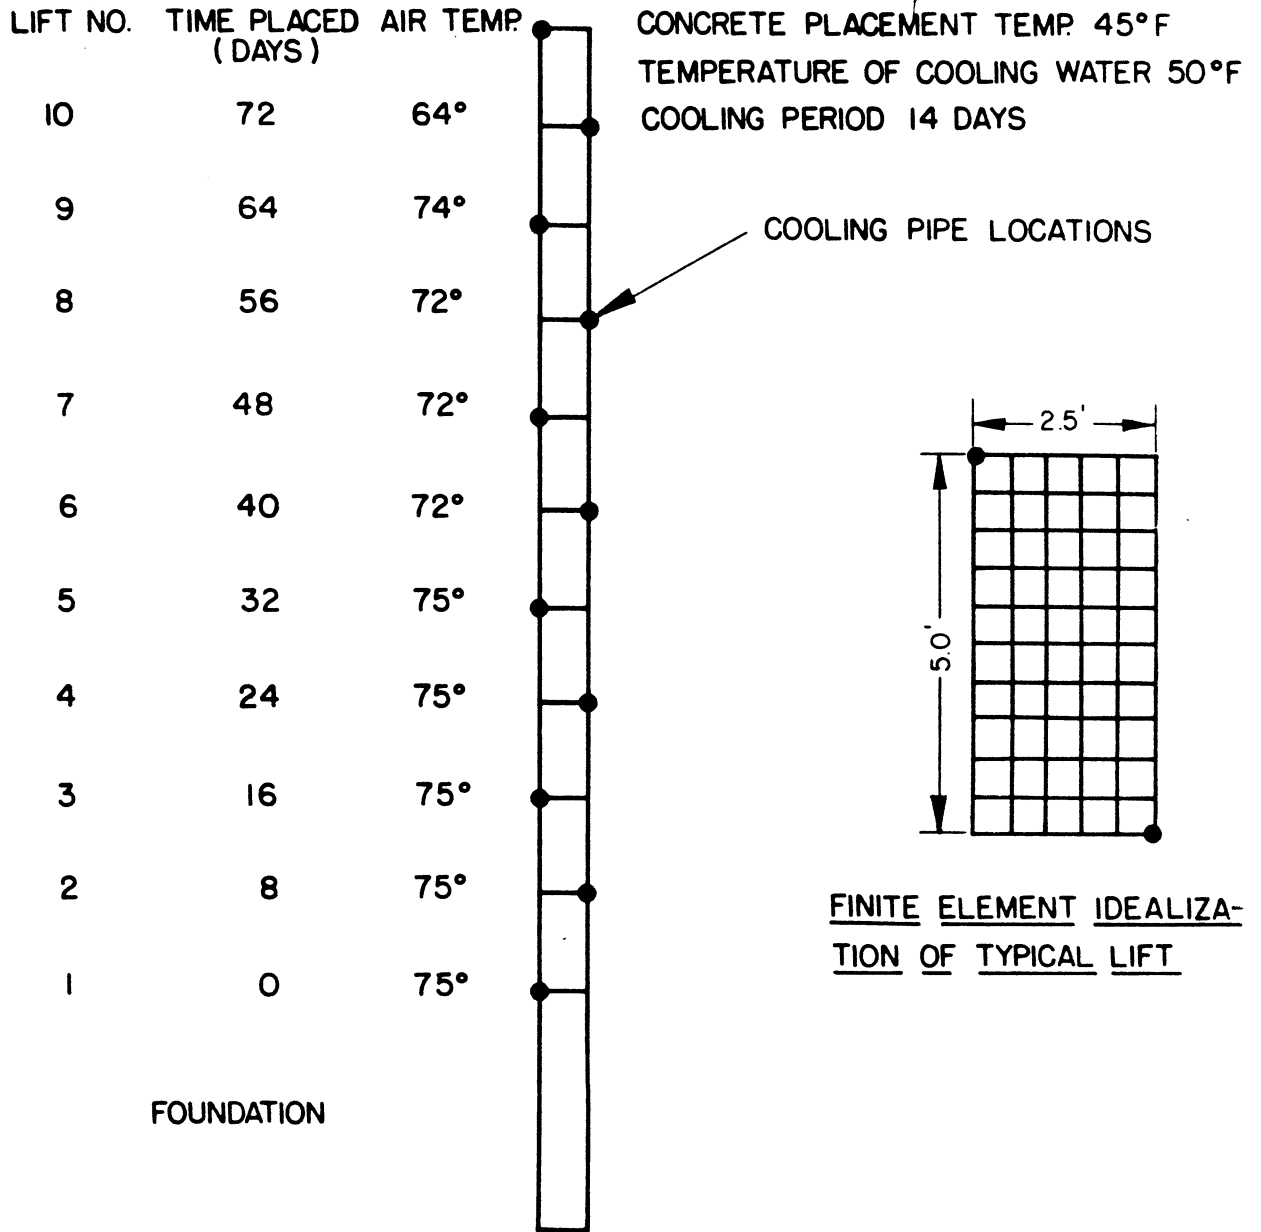 LIFT NO. TIME PLACED AIR TEMP.
(DAYS)
10 72 64°
9 64 74°
8 56 72°
7 48 72°
6 40 72°
5 32 75°
4 24 75°
3 16 75°
2 8 75°
1 0 75°
FOUNDATION
CONCRETE PLACEMENT TEMP. 45°F
TEMPERATURE OF COOLING WATER 50°F
COOLING PERIOD 14 DAYS
COOLING PIPE LOCATIONS
2.5'
5.0'
FINITE ELEMENT IDEALIZA-
TION OF TYPICAL LIFT